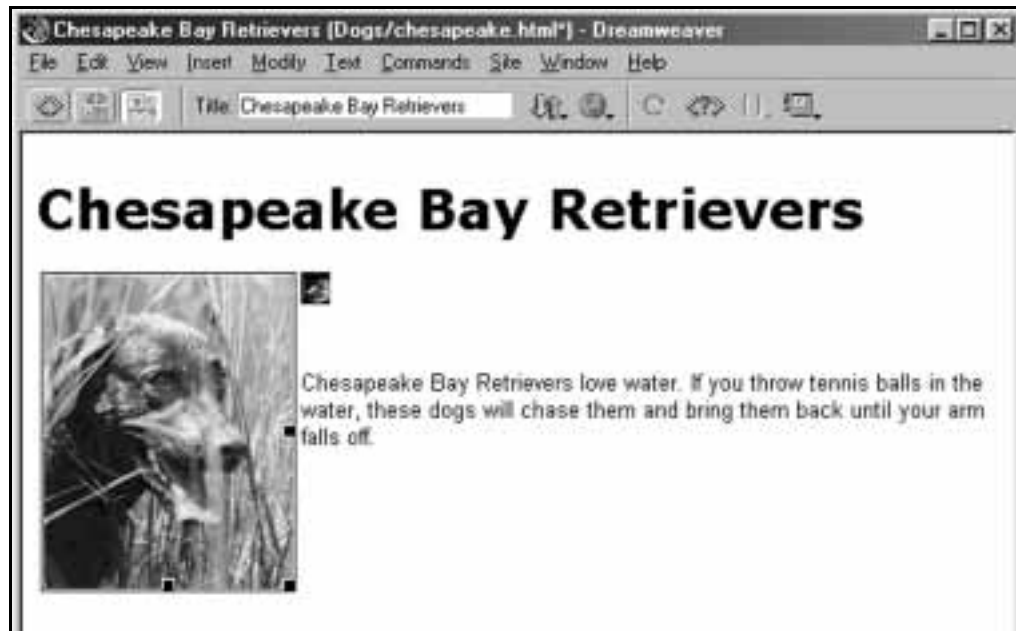 Chesapeake Bay Retrievers (Dogs/chesapeake.html*) - Dreamweaver
File Edit View Insert Modify Text Commands Site Window Help
Title: Chesapeake Bay Retrievers
Chesapeake Bay Retrievers
Chesapeake Bay Retrievers love water. If you throw tennis balls in the
water, these dogs will chase them and bring them back until your arm
falls off.